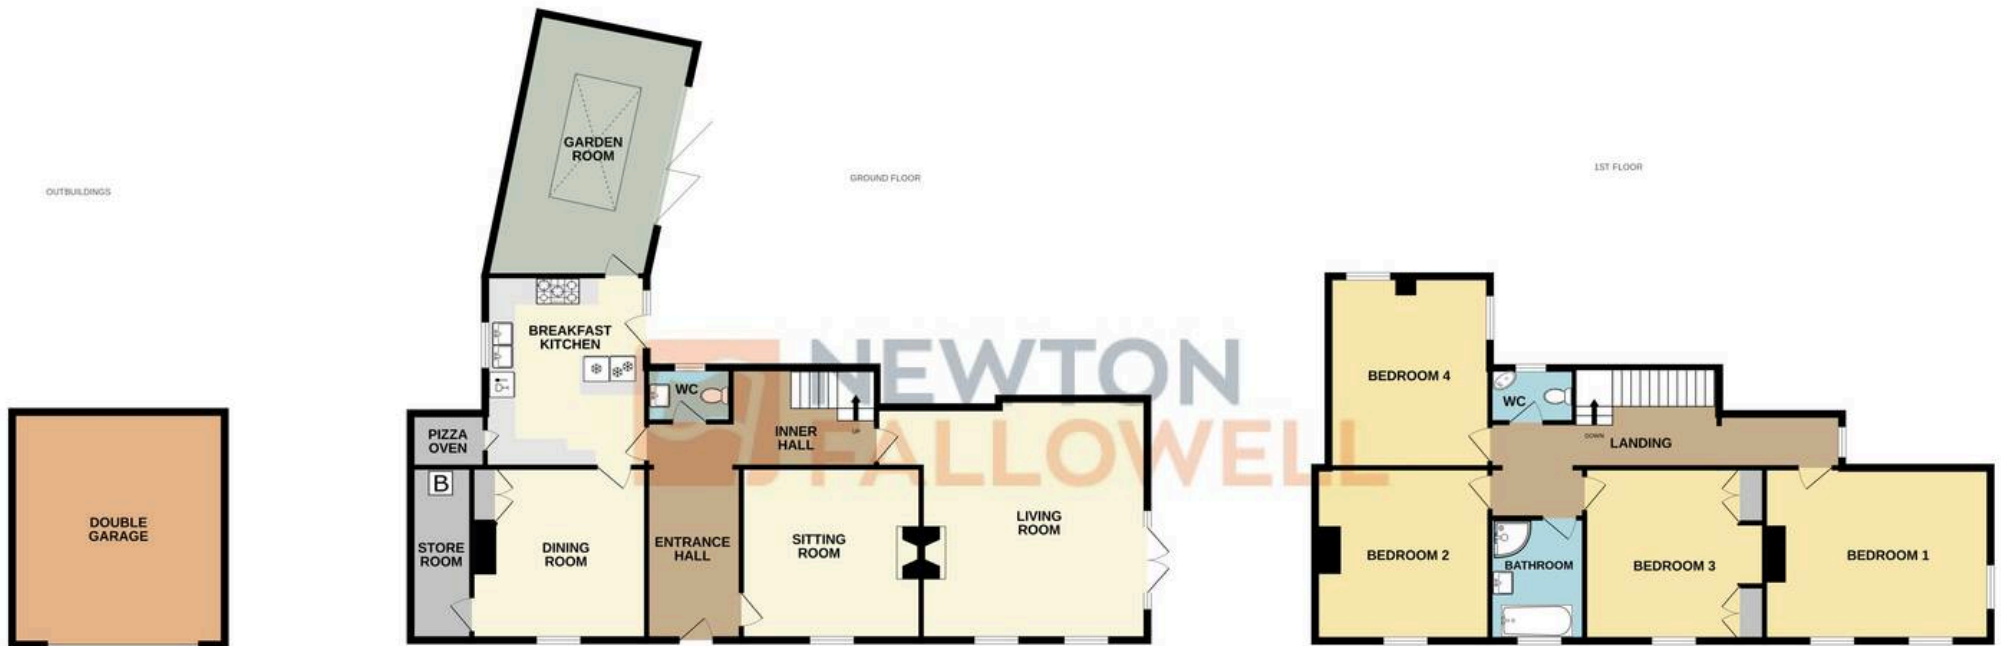 OUTBUILDINGS
DOUBLE
GARAGE
GROUND FLOOR
GARDEN
ROOM
BREAKFAST
KITCHEN
WC
PIZZA
OVEN
B
STORE
ROOM
DINING
ROOM
ENTRANCE
HALL
INNER
HALL
UP
SITTING
ROOM
LIVING
ROOM
NEWTON
FALLOWELL
1ST FLOOR
BEDROOM 4
WC
DOWN
LANDING
BEDROOM 2
BATHROOM
BEDROOM 3
BEDROOM 1